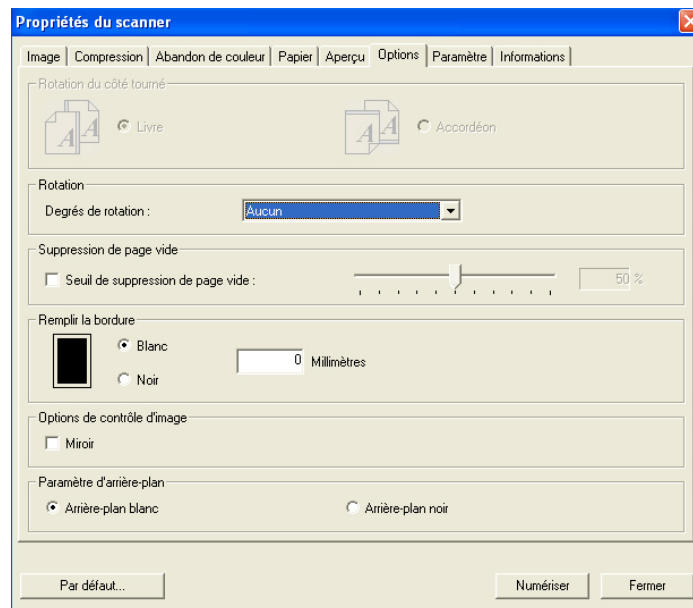 Propriétés du scanner
Image Compression Abandon de couleur Papier Aperçu Options Paramètre Informations
Rotation du côté tourné
A A Livre A A Accordéon
Rotation
Degrés de rotation : Aucun
Suppression de page vide
Seuil de suppression de page vide : 50 %
Remplir la bordure
Blanc
0 Millimètres
Noir
Options de contrôle d'image
Miroir
Paramètre d'arrière-plan
Arrière-plan blanc Arrière-plan noir
Par défaut... Numériser Fermer